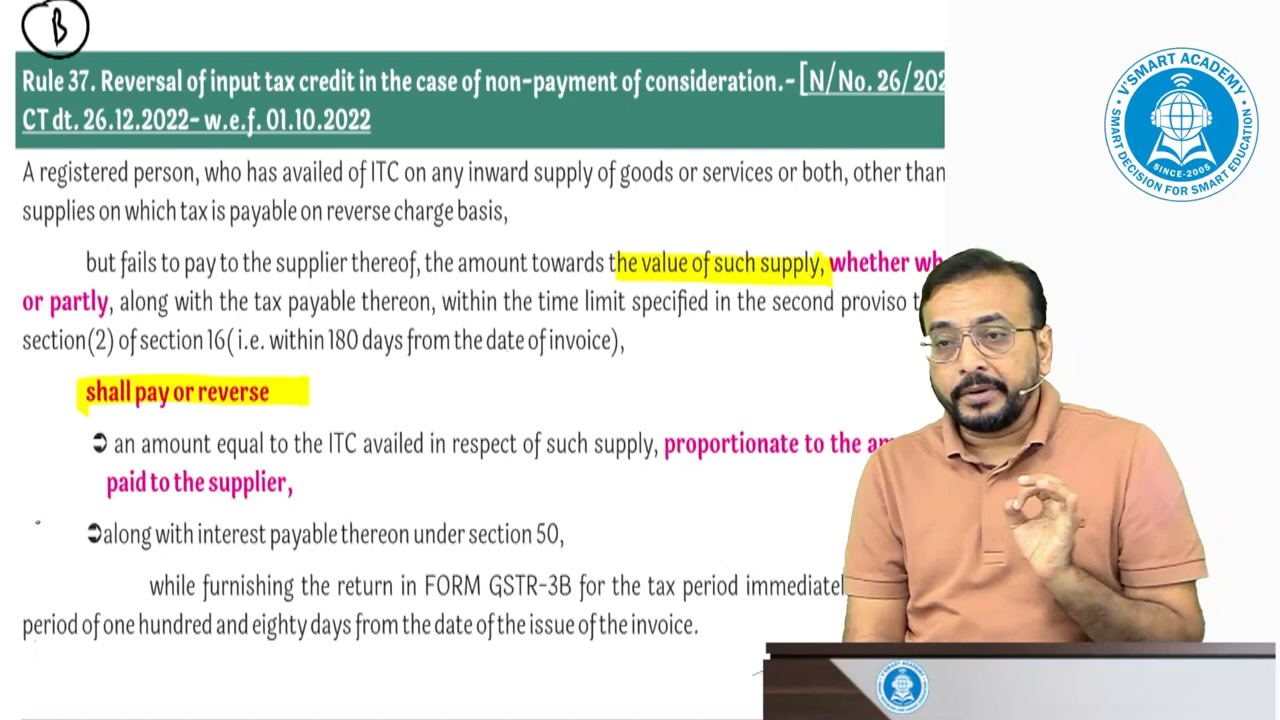 B
Rule 37. Reversal of input tax credit in the case of non-payment of consideration.- [N/No. 26/202
CT dt. 26.12.2022- w.e.f. 01.10.2022
A registered person, who has availed of ITC on any inward supply of goods or services or both, other than
supplies on which tax is payable on reverse charge basis,
but fails to pay to the supplier thereof, the amount towards the value of such supply, whether wh
or partly, along with the tax payable thereon, within the time limit specified in the second proviso t
section(2) of section 16( i.e. within 180 days from the date of invoice),
shall pay or reverse
➲ an amount equal to the ITC availed in respect of such supply, proportionate to the am
paid to the supplier,
➲along with interest payable thereon under section 50,
while furnishing the return in FORM GSTR-3B for the tax period immediatel
period of one hundred and eighty days from the date of the issue of the invoice.
V'SMART ACADEMY
SINCE-2005
SMART DECISION FOR SMART EDUCATION